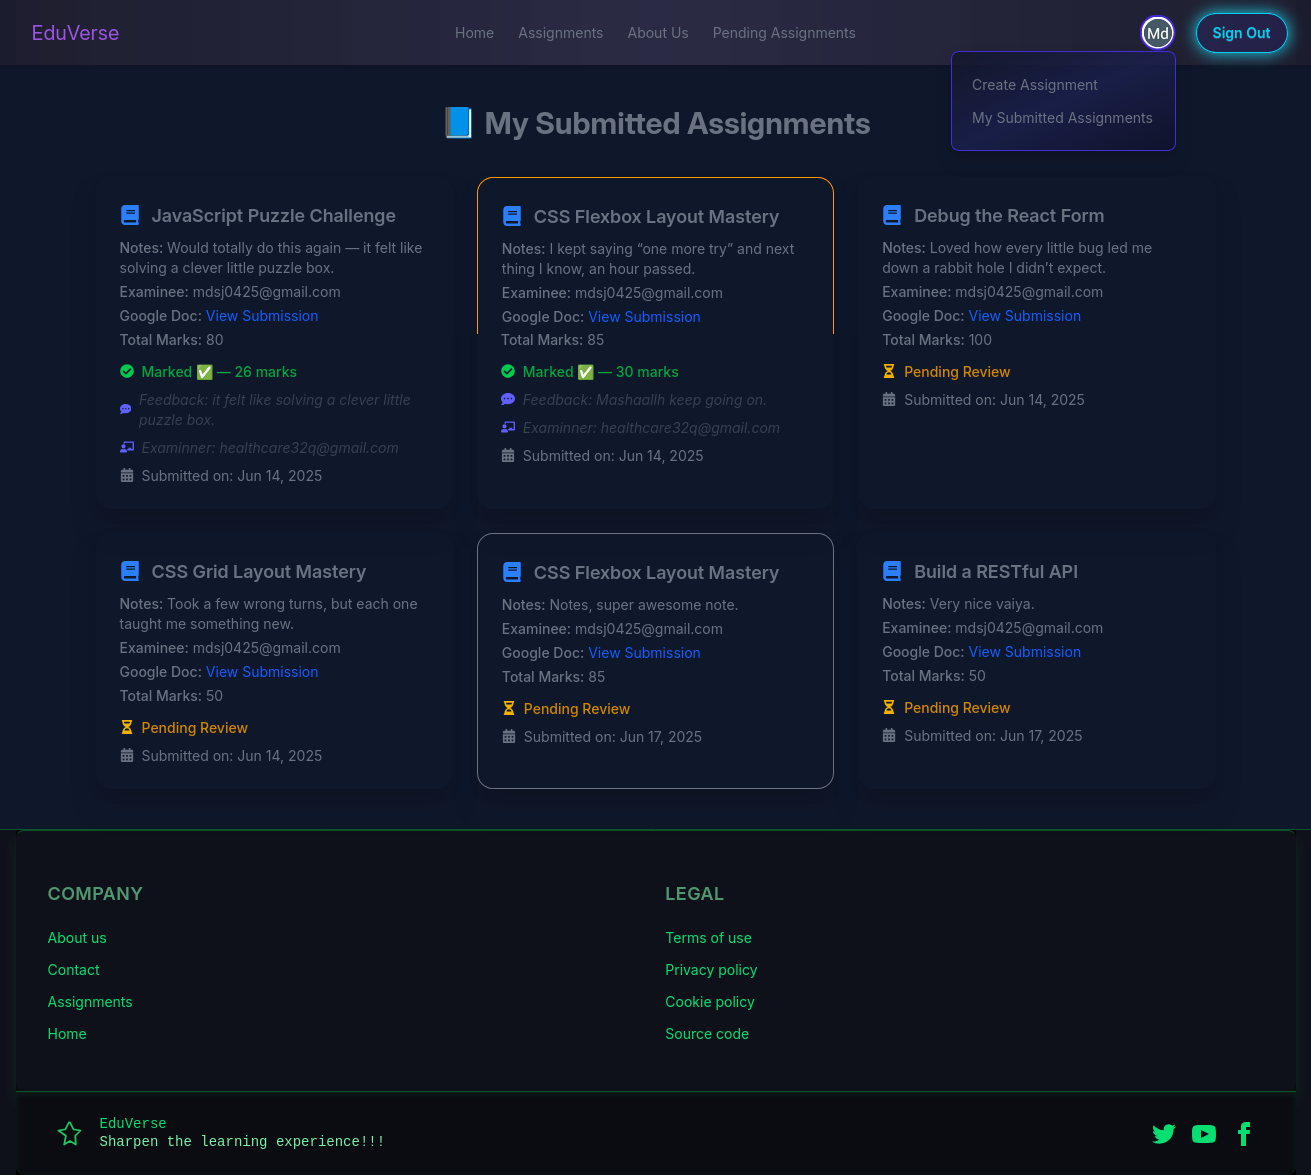 EduVerse
Home
Assignments
About Us
Pending Assignments
Md
Sign Out
Create Assignment
My Submitted Assignments
📘 My Submitted Assignments
JavaScript Puzzle Challenge
Notes: Would totally do this again — it felt like
solving a clever little puzzle box.
Examinee: mdsj0425@gmail.com
Google Doc: View Submission
Total Marks: 80
Marked ✅ — 26 marks
Feedback: it felt like solving a clever little
puzzle box.
Examinner: healthcare32q@gmail.com
Submitted on: Jun 14, 2025
CSS Flexbox Layout Mastery
Notes: I kept saying “one more try” and next
thing I know, an hour passed.
Examinee: mdsj0425@gmail.com
Google Doc: View Submission
Total Marks: 85
Marked ✅ — 30 marks
Feedback: Mashaallh keep going on.
Examinner: healthcare32q@gmail.com
Submitted on: Jun 14, 2025
Debug the React Form
Notes: Loved how every little bug led me
down a rabbit hole I didn’t expect.
Examinee: mdsj0425@gmail.com
Google Doc: View Submission
Total Marks: 100
Pending Review
Submitted on: Jun 14, 2025
CSS Grid Layout Mastery
Notes: Took a few wrong turns, but each one
taught me something new.
Examinee: mdsj0425@gmail.com
Google Doc: View Submission
Total Marks: 50
Pending Review
Submitted on: Jun 14, 2025
CSS Flexbox Layout Mastery
Notes: Notes, super awesome note.
Examinee: mdsj0425@gmail.com
Google Doc: View Submission
Total Marks: 85
Pending Review
Submitted on: Jun 17, 2025
Build a RESTful API
Notes: Very nice vaiya.
Examinee: mdsj0425@gmail.com
Google Doc: View Submission
Total Marks: 50
Pending Review
Submitted on: Jun 17, 2025
COMPANY
About us
Contact
Assignments
Home
LEGAL
Terms of use
Privacy policy
Cookie policy
Source code
EduVerse
Sharpen the learning experience!!!